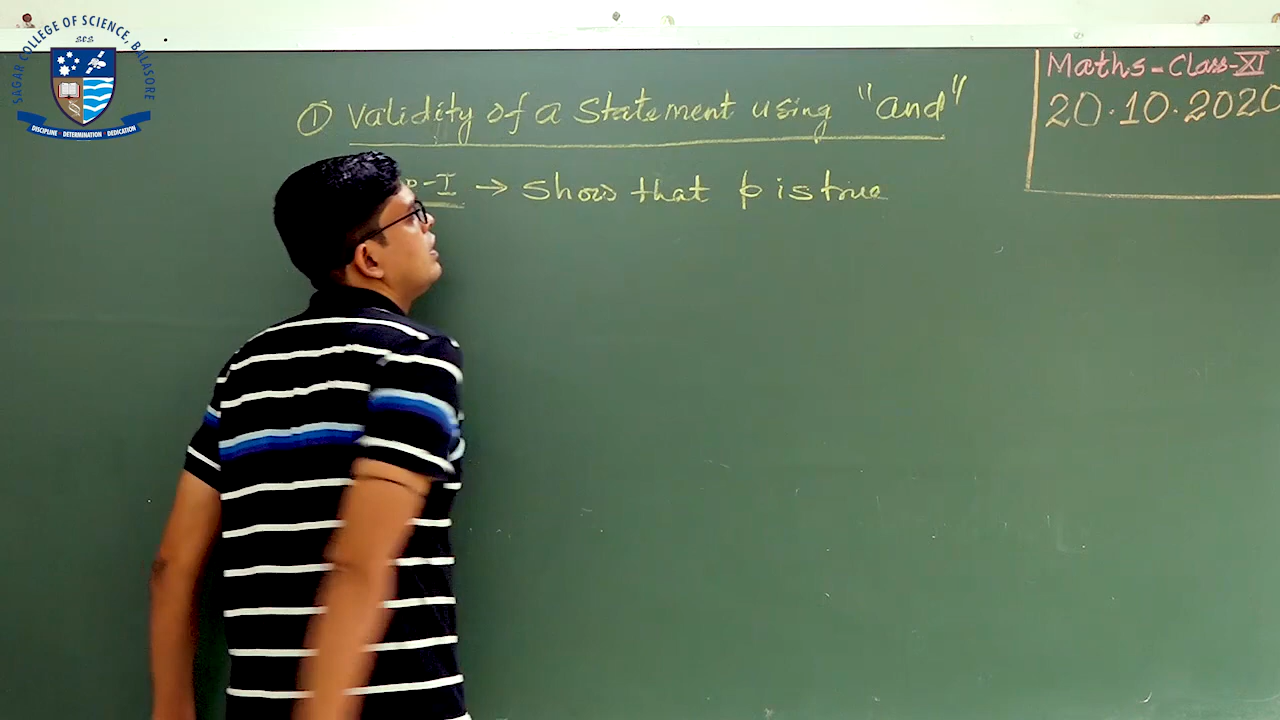 SAGAR COLLEGE OF SCIENCE, BALASORE
SCS
DISCIPLINE · DETERMINATION · DEDICATION
Maths - Class - XI
20.10.2020
① Validity of a statement using "and"
p-I → Show that p is true